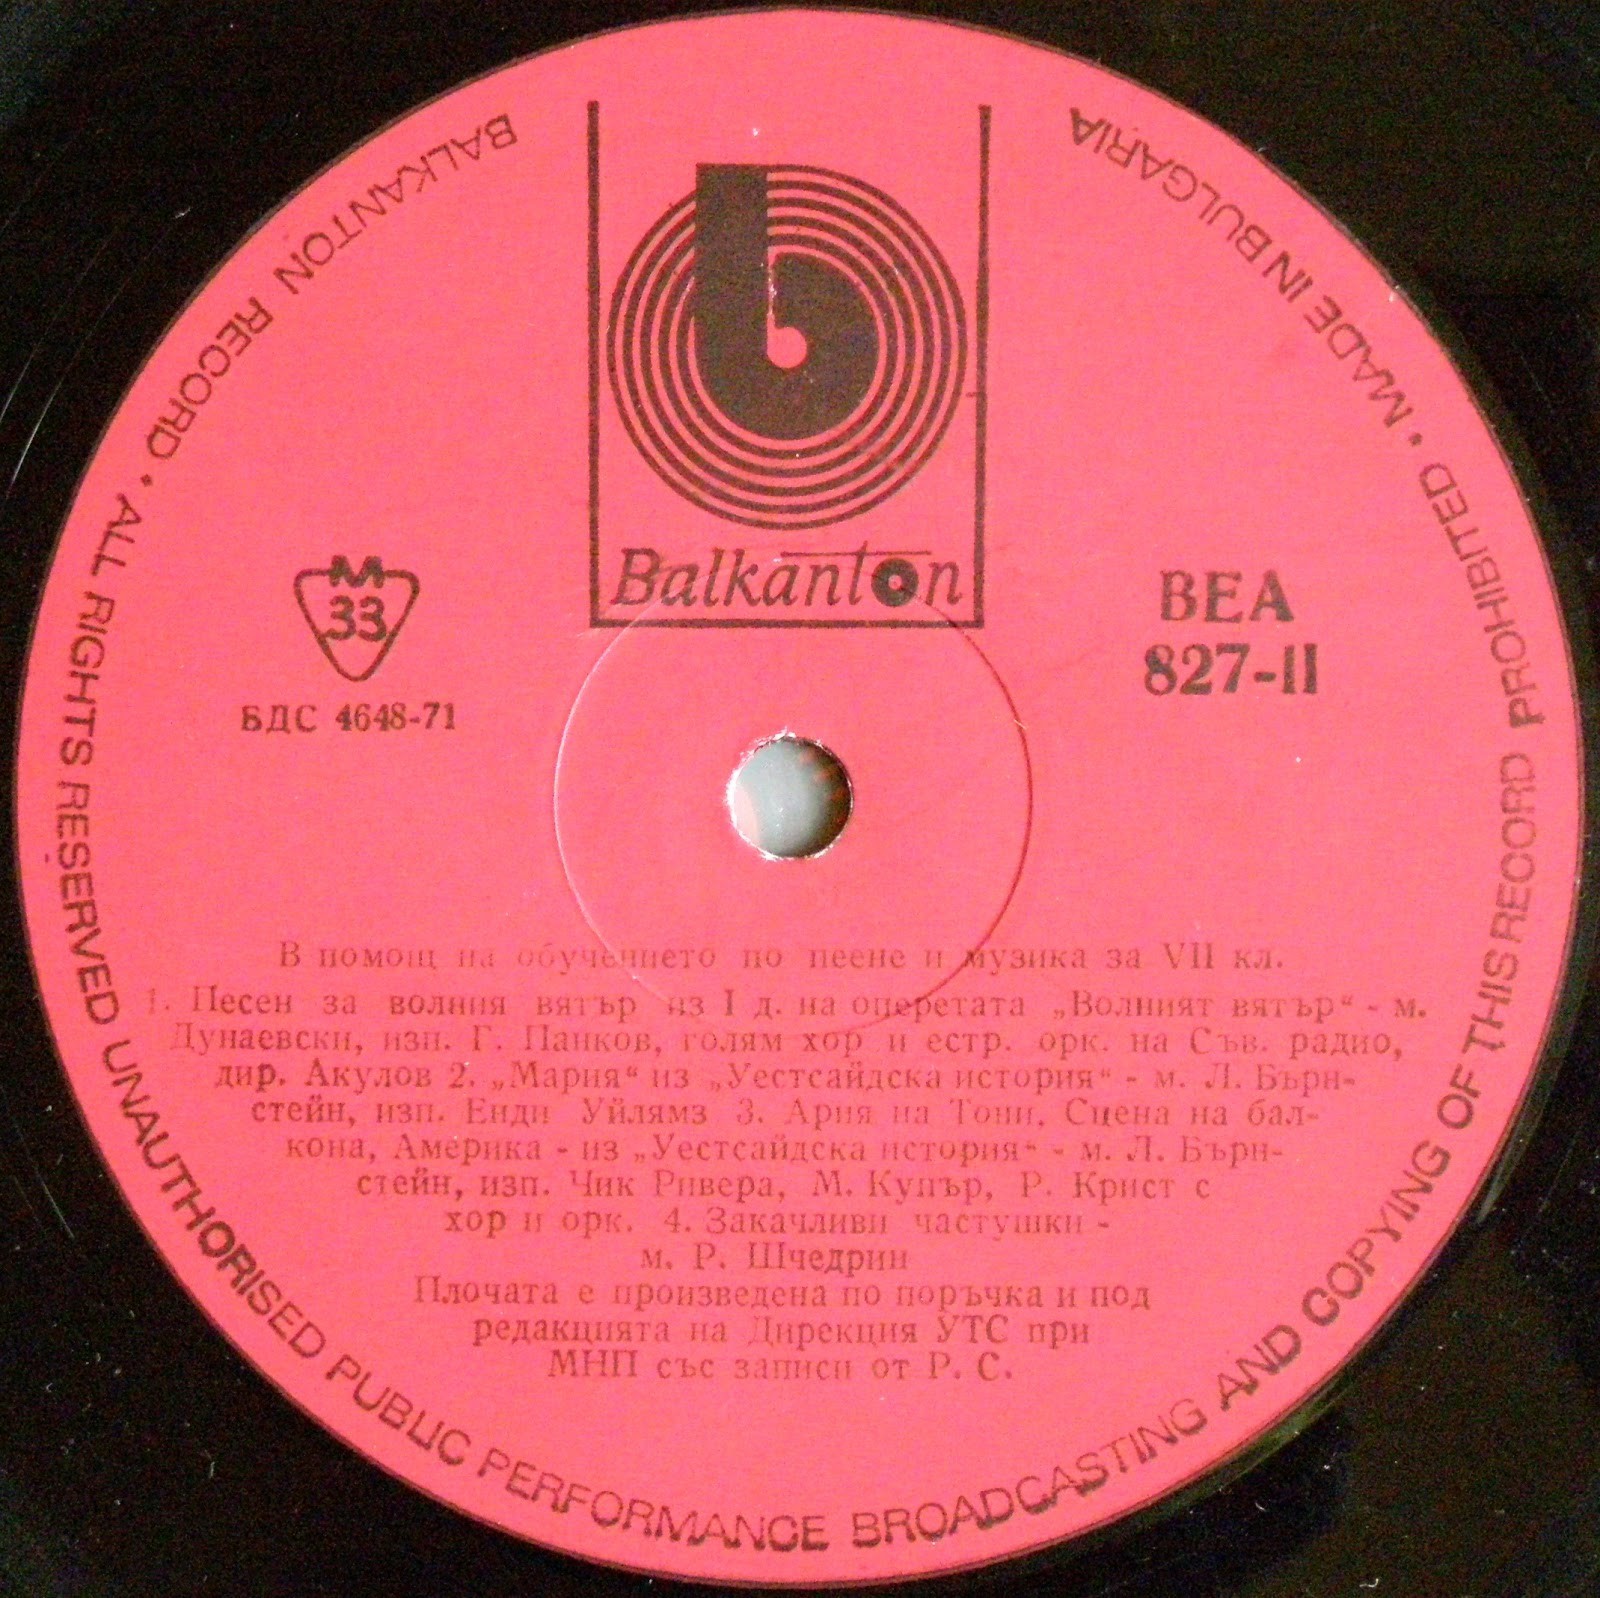 BALKANTON RECORD · ALL RIGHTS RESERVED UNAUTHORISED PUBLIC PERFORMANCE BROADCASTING AND COPYING OF THIS RECORD PROHIBITED · MADE IN BULGARIA
Balkanton
М
33
БДС 4648-71
ВЕА
827-II
В помощ на обучението по пеене и музика за VII кл.
1. Песен за волния вятър из I д. на оперетата „Волният вятър“ - м.
Дунаевски, изп. Г. Панков, голям хор и естр. орк. на Съв. радио,
дир. Акулов 2. „Мария“ из „Уестсайдска история“ - м. Л. Бърн-
стейн, изп. Енди Уйлямз 3. Ария на Тони, Сцена на бал-
кона, Америка - из „Уестсайдска история“ - м. Л. Бърн-
стейн, изп. Чик Ривера, М. Купър, Р. Крист с
хор и орк. 4. Закачливи частушки -
м. Р. Шчедрин
Плочата е произведена по поръчка и под
редакцията на Дирекция УТС при
МНП със записи от Р. С.